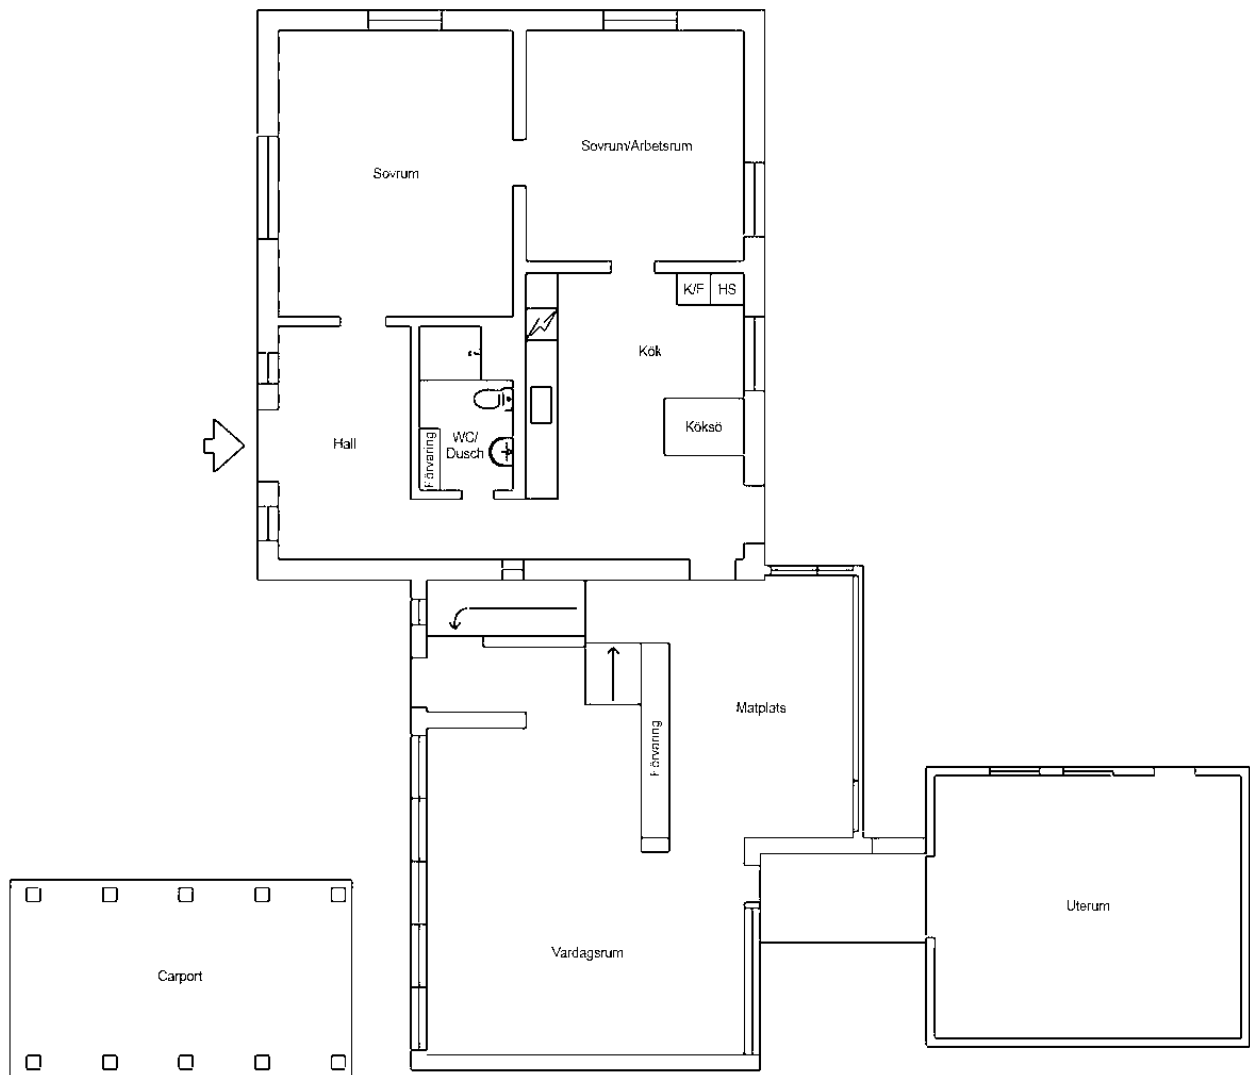 Sovrum/Arbetsrum
Sovrum
K/F HS
Kök
Köksö
Hall
Förvaring
WC/
Dusch
Matplats
Förvaring
Uterum
Vardagsrum
Carport